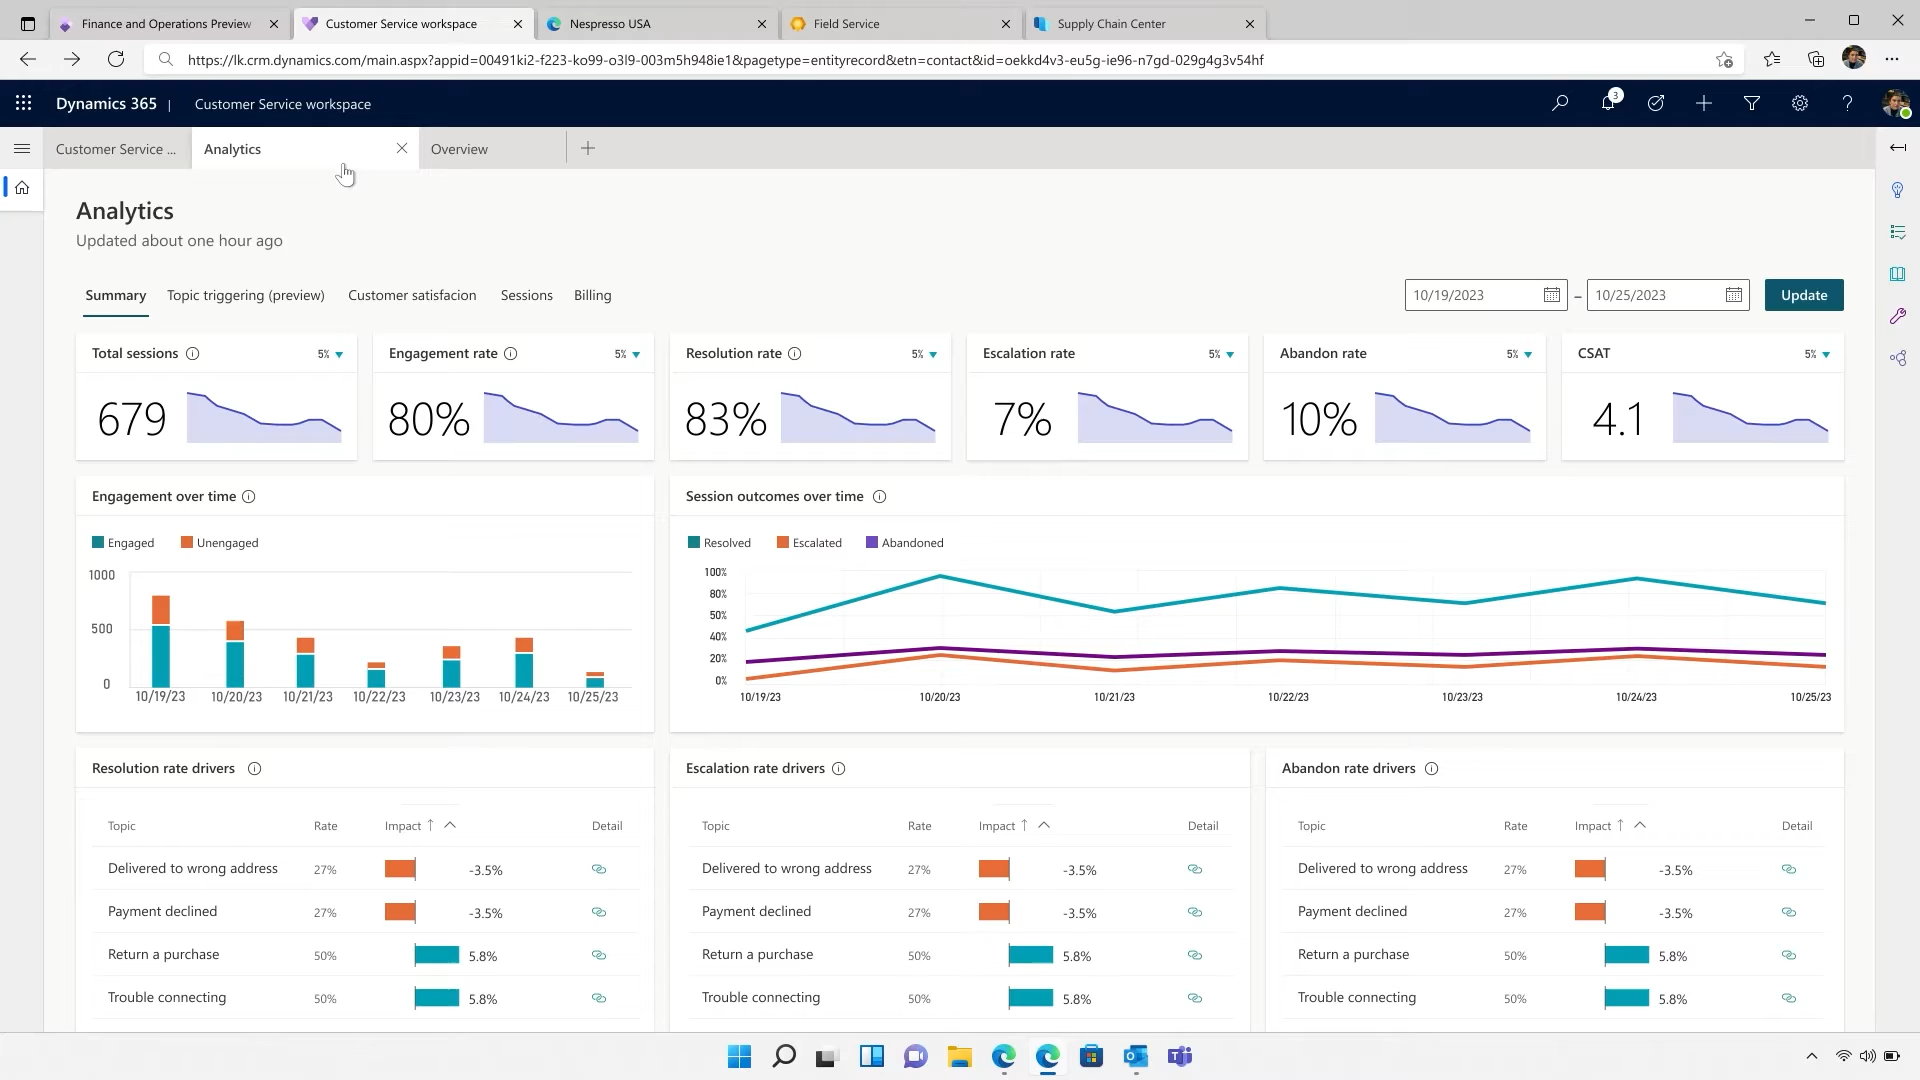 Finance and Operations Preview
Customer Service workspace
Nespresso USA
Field Service
Supply Chain Center
https://lk.crm.dynamics.com/main.aspx?appid=00491ki2-f223-ko99-o3l9-003m5h948ie1&pagetype=entityrecord&etn=contact&id=oekkd4v3-eu5g-ie96-n7gd-029g4g3v54hf
Dynamics 365 | Customer Service workspace
3
Customer Service ...
Analytics
Overview
Analytics
Updated about one hour ago
Summary
Topic triggering (preview)
Customer satisfacion
Sessions
Billing
10/19/2023 – 10/25/2023
Update
Total sessions 5%
679
Engagement rate 5%
80%
Resolution rate 5%
83%
Escalation rate 5%
7%
Abandon rate 5%
10%
CSAT 5%
4.1
Engagement over time
Engaged Unengaged
1000
500
0
10/19/23 10/20/23 10/21/23 10/22/23 10/23/23 10/24/23 10/25/23
Session outcomes over time
Resolved Escalated Abandoned
100%
80%
50%
40%
20%
0%
10/19/23 10/20/23 10/21/23 10/22/23 10/23/23 10/24/23 10/25/23
Resolution rate drivers
Topic Rate Impact ↑ Detail
Delivered to wrong address 27% -3.5%
Payment declined 27% -3.5%
Return a purchase 50% 5.8%
Trouble connecting 50% 5.8%
Escalation rate drivers
Topic Rate Impact ↑ Detail
Delivered to wrong address 27% -3.5%
Payment declined 27% -3.5%
Return a purchase 50% 5.8%
Trouble connecting 50% 5.8%
Abandon rate drivers
Topic Rate Impact ↑ Detail
Delivered to wrong address 27% -3.5%
Payment declined 27% -3.5%
Return a purchase 50% 5.8%
Trouble connecting 50% 5.8%